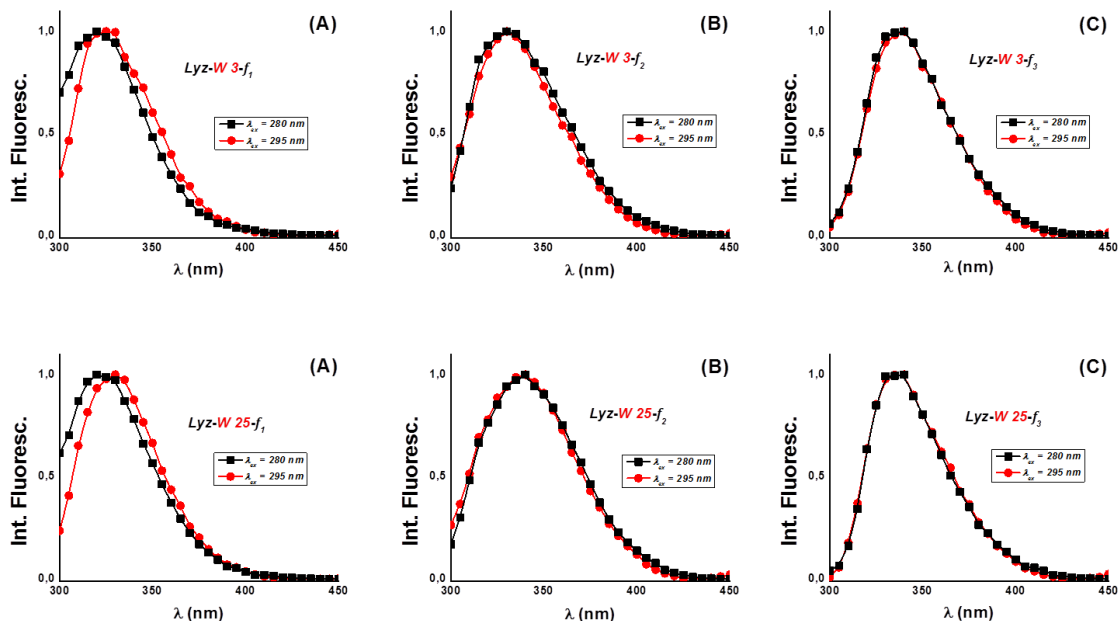 (A)
Int. Fluoresc.
1,0
0,5
0,0
Lyz-W 3-f1
λex = 280 nm
λex = 295 nm
300 350 400 450
λ (nm)
(B)
Int. Fluoresc.
1,0
0,5
0,0
Lyz-W 3-f2
λex = 280 nm
λex = 295 nm
300 350 400 450
λ (nm)
(C)
Int. Fluoresc.
1,0
0,5
0,0
Lyz-W 3-f3
λex = 280 nm
λex = 295 nm
300 350 400 450
λ (nm)
(A)
Int. Fluoresc.
1,0
0,5
0,0
Lyz-W 25-f1
λex = 280 nm
λex = 295 nm
300 350 400 450
λ (nm)
(B)
Int. Fluoresc.
1,0
0,5
0,0
Lyz-W 25-f2
λex = 280 nm
λex = 295 nm
300 350 400 450
λ (nm)
(C)
Int. Fluoresc.
1,0
0,5
0,0
Lyz-W 25-f3
λex = 280 nm
λex = 295 nm
300 350 400 450
λ (nm)